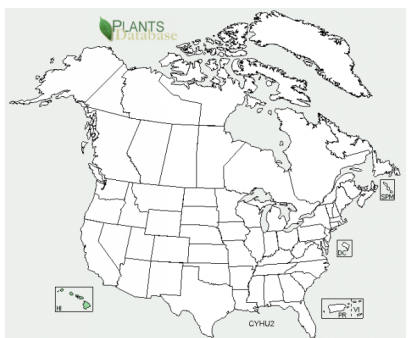 PLANTS
Database
SPM
DC
HI
PR
VI
CYHU2